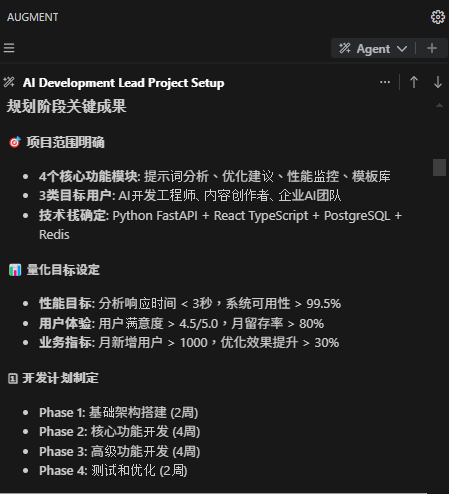 AUGMENT
Agent
AI Development Lead Project Setup
规划阶段关键成果
🎯 项目范围明确
• 4个核心功能模块: 提示词分析、优化建议、性能监控、模板库
• 3类目标用户: AI开发工程师、内容创作者、企业AI团队
• 技术栈确定: Python FastAPI + React TypeScript + PostgreSQL +
Redis
📊 量化目标设定
• 性能目标: 分析响应时间 < 3秒，系统可用性 > 99.5%
• 用户体验: 用户满意度 > 4.5/5.0，月留存率 > 80%
• 业务指标: 月新增用户 > 1000，优化效果提升 > 30%
🗓 开发计划制定
• Phase 1: 基础架构搭建 (2周)
• Phase 2: 核心功能开发 (4周)
• Phase 3: 高级功能开发 (4周)
• Phase 4: 测试和优化 (2周)